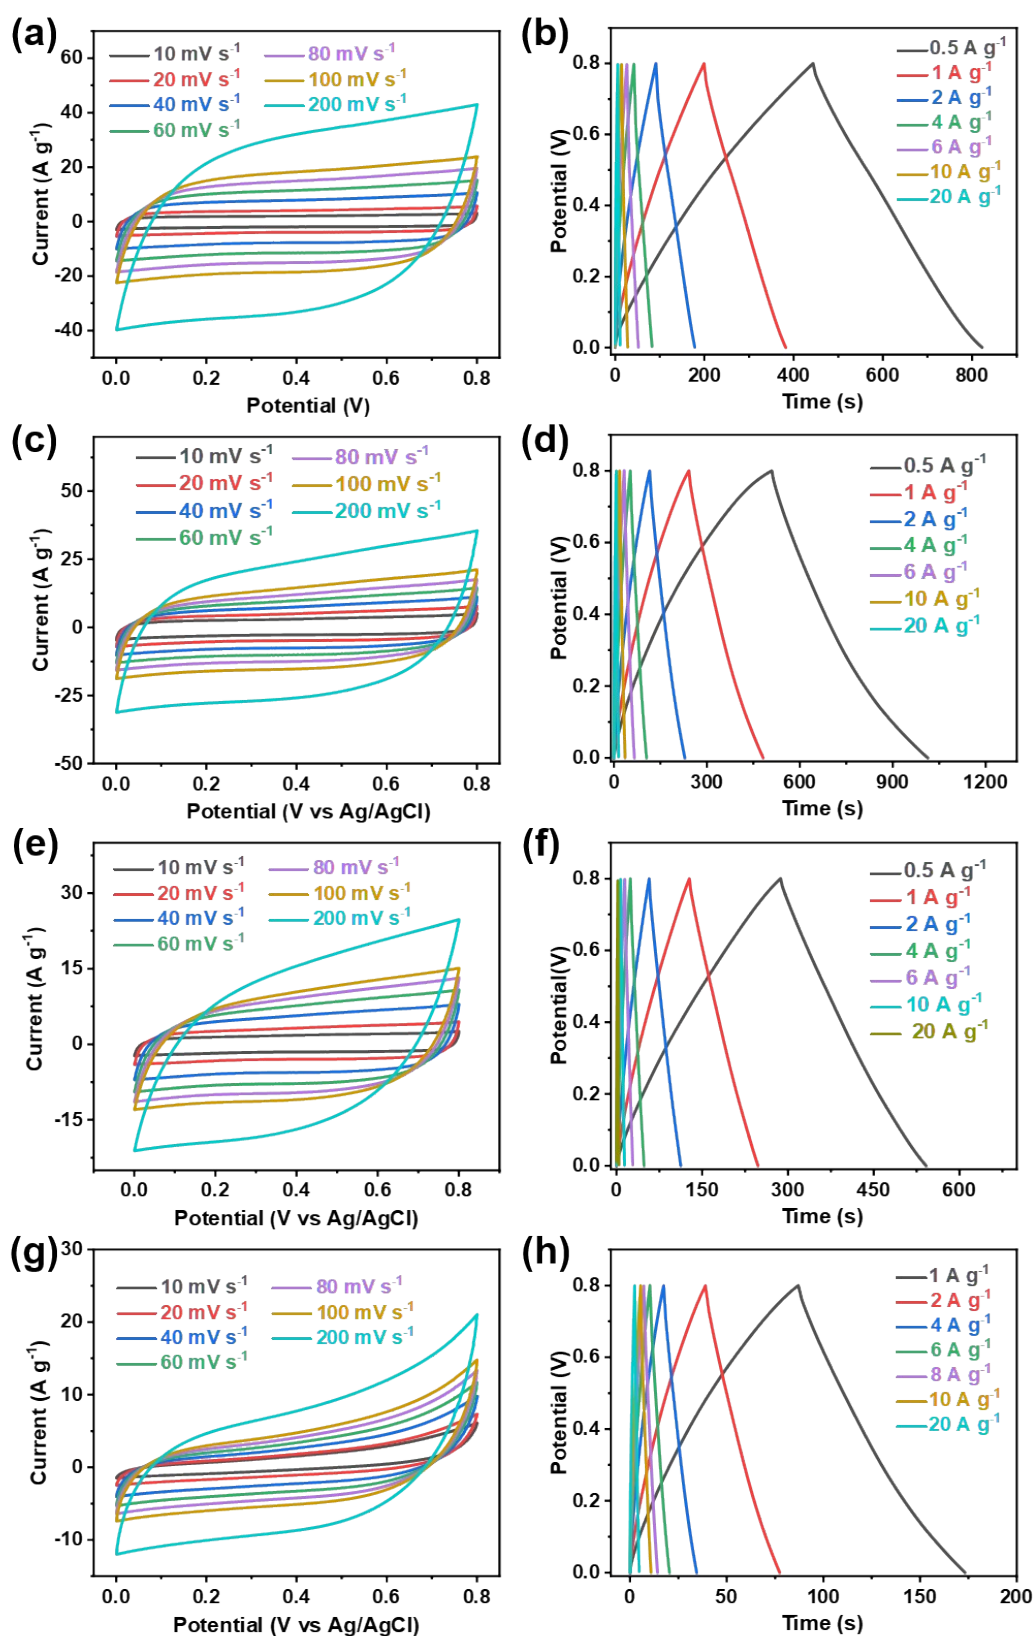 (a)
10 mV s⁻¹
20 mV s⁻¹
40 mV s⁻¹
60 mV s⁻¹
80 mV s⁻¹
100 mV s⁻¹
200 mV s⁻¹
Current (A g⁻¹)
60
40
20
0
-20
-40
0.0 0.2 0.4 0.6 0.8
Potential (V)
(b)
0.5 A g⁻¹
1 A g⁻¹
2 A g⁻¹
4 A g⁻¹
6 A g⁻¹
10 A g⁻¹
20 A g⁻¹
Potential (V)
0.8
0.6
0.4
0.2
0.0
0 200 400 600 800
Time (s)
(c)
10 mV s⁻¹
20 mV s⁻¹
40 mV s⁻¹
60 mV s⁻¹
80 mV s⁻¹
100 mV s⁻¹
200 mV s⁻¹
Current (A g⁻¹)
50
25
0
-25
-50
0.0 0.2 0.4 0.6 0.8
Potential (V vs Ag/AgCl)
(d)
0.5 A g⁻¹
1 A g⁻¹
2 A g⁻¹
4 A g⁻¹
6 A g⁻¹
10 A g⁻¹
20 A g⁻¹
Potential (V)
0.8
0.6
0.4
0.2
0.0
0 300 600 900 1200
Time (s)
(e)
10 mV s⁻¹
20 mV s⁻¹
40 mV s⁻¹
60 mV s⁻¹
80 mV s⁻¹
100 mV s⁻¹
200 mV s⁻¹
Current (A g⁻¹)
30
15
0
-15
0.0 0.2 0.4 0.6 0.8
Potential (V vs Ag/AgCl)
(f)
0.5 A g⁻¹
1 A g⁻¹
2 A g⁻¹
4 A g⁻¹
6 A g⁻¹
10 A g⁻¹
20 A g⁻¹
Potential(V)
0.8
0.6
0.4
0.2
0.0
0 150 300 450 600
Time (s)
(g)
10 mV s⁻¹
20 mV s⁻¹
40 mV s⁻¹
60 mV s⁻¹
80 mV s⁻¹
100 mV s⁻¹
200 mV s⁻¹
Current (A g⁻¹)
30
20
10
0
-10
0.0 0.2 0.4 0.6 0.8
Potential (V vs Ag/AgCl)
(h)
1 A g⁻¹
2 A g⁻¹
4 A g⁻¹
6 A g⁻¹
8 A g⁻¹
10 A g⁻¹
20 A g⁻¹
Potential (V)
0.8
0.6
0.4
0.2
0.0
0 50 100 150 200
Time (s)